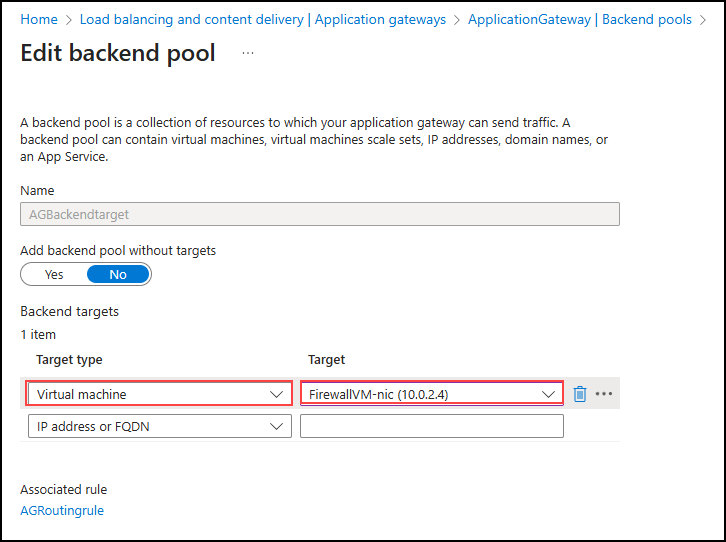 Home > Load balancing and content delivery | Application gateways > ApplicationGateway | Backend pools >
Edit backend pool ...
A backend pool is a collection of resources to which your application gateway can send traffic. A
backend pool can contain virtual machines, virtual machines scale sets, IP addresses, domain names, or
an App Service.
Name
AGBackendtarget
Add backend pool without targets
Yes No
Backend targets
1 item
Target type Target
Virtual machine FirewallVM-nic (10.0.2.4)
IP address or FQDN
Associated rule
AGRoutingrule